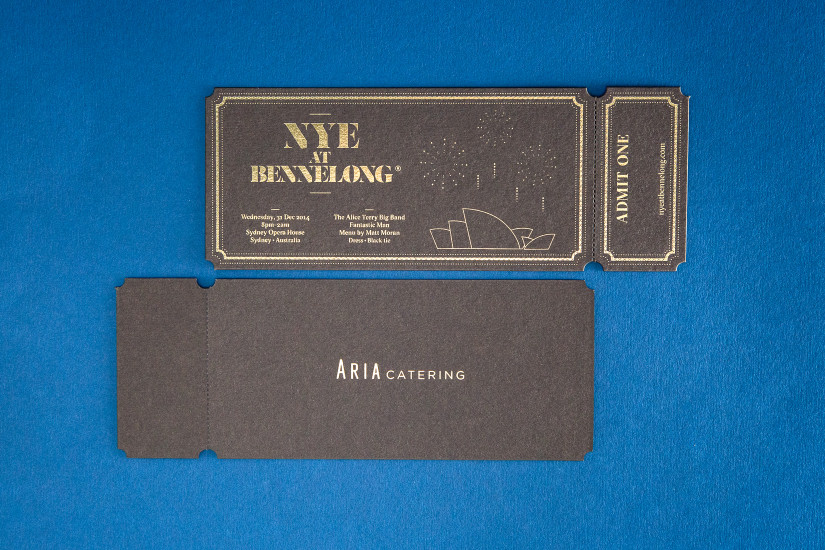 NYE
AT
BENNELONG®
Wednesday, 31 Dec 2014
8pm–2am
Sydney Opera House
Sydney • Australia
The Alice Terry Big Band
Fantastic Man
Menu by Matt Moran
Dress • Black tie
ADMIT ONE
nyeatbennelong.com
ARIA CATERING